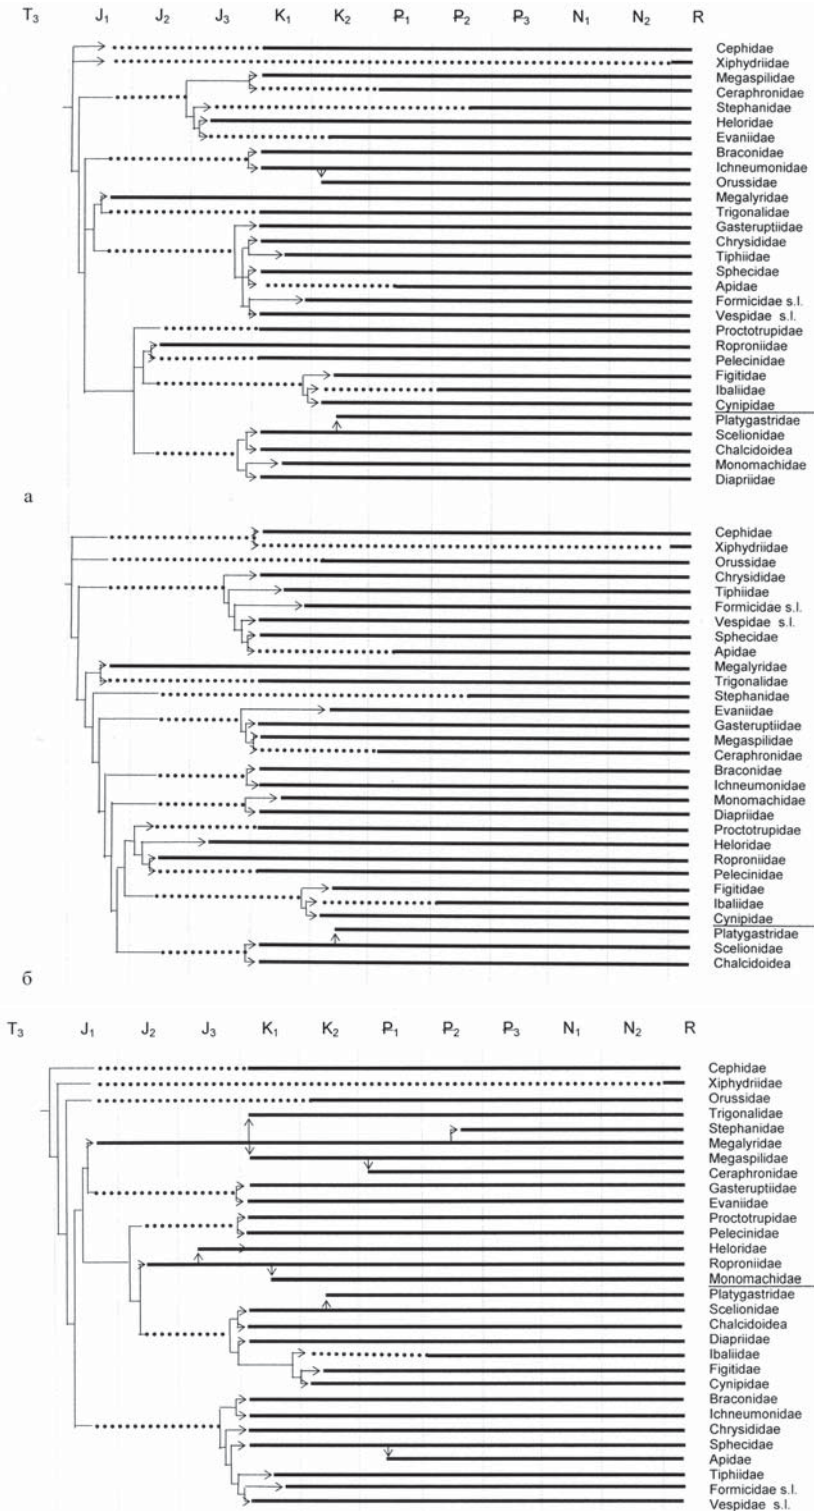 T₃ J₁ J₂ J₃ K₁ K₂ P₁ P₂ P₃ N₁ N₂ R
Cephidae
Xiphydriidae
Megaspilidae
Ceraphronidae
Stephanidae
Heloridae
Evaniidae
Braconidae
Ichneumonidae
Orussidae
Megalyridae
Trigonalidae
Gasteruptiidae
Chrysididae
Tiphiidae
Sphecidae
Apidae
Formicidae s.l.
Vespidae s.l.
Proctotrupidae
Roproniidae
Pelecinidae
Figitidae
Ibaliidae
Cynipidae
Platygastridae
Scelionidae
Chalcidoidea
Monomachidae
Diapriidae
а
Cephidae
Xiphydriidae
Orussidae
Chrysididae
Tiphiidae
Formicidae s.l.
Vespidae s.l.
Sphecidae
Apidae
Megalyridae
Trigonalidae
Stephanidae
Evaniidae
Gasteruptiidae
Megaspilidae
Ceraphronidae
Braconidae
Ichneumonidae
Monomachidae
Diapriidae
Proctotrupidae
Heloridae
Roproniidae
Pelecinidae
Figitidae
Ibaliidae
Cynipidae
Platygastridae
Scelionidae
Chalcidoidea
б
T₃ J₁ J₂ J₃ K₁ K₂ P₁ P₂ P₃ N₁ N₂ R
Cephidae
Xiphydriidae
Orussidae
Trigonalidae
Stephanidae
Megalyridae
Megaspilidae
Ceraphronidae
Gasteruptiidae
Evaniidae
Proctotrupidae
Pelecinidae
Heloridae
Roproniidae
Monomachidae
Platygastridae
Scelionidae
Chalcidoidea
Diapriidae
Ibaliidae
Figitidae
Cynipidae
Braconidae
Ichneumonidae
Chrysididae
Sphecidae
Apidae
Tiphiidae
Formicidae s.l.
Vespidae s.l.